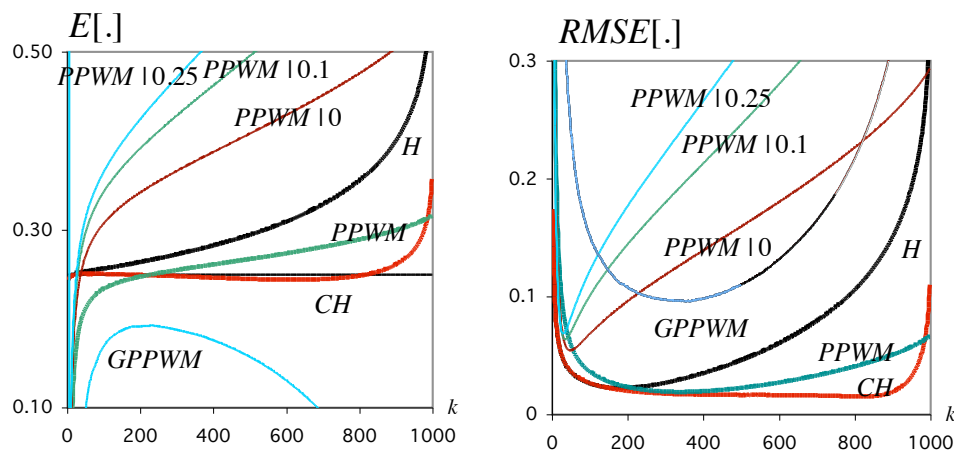 E[.]
0.50
PPWM | 0.25
PPWM | 0.1
PPWM | 0
H
0.30
PPWM
CH
GPPWM
0.10
0 200 400 600 800 1000
k
RMSE[.]
0.3
PPWM | 0.25
PPWM | 0.1
0.2
PPWM | 0
H
0.1
GPPWM
PPWM
CH
0
0 200 400 600 800 1000
k